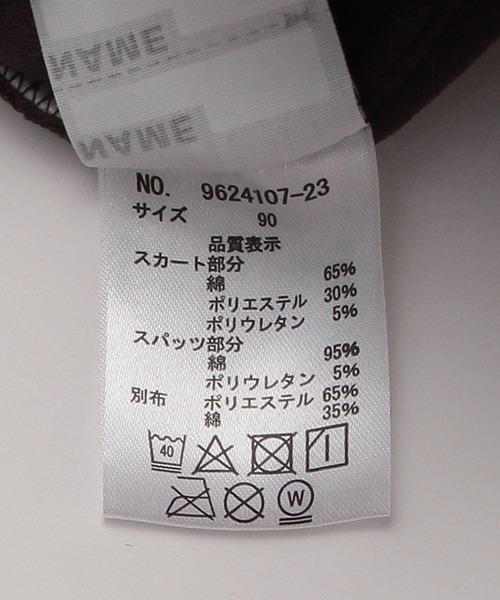 NAME
NAME
NO. 9624107-23
サイズ 90
品質表示
スカート部分
綿 65%
ポリエステル 30%
ポリウレタン 5%
スパッツ部分
綿 95%
ポリウレタン 5%
別布 ポリエステル 65%
綿 35%
40
W